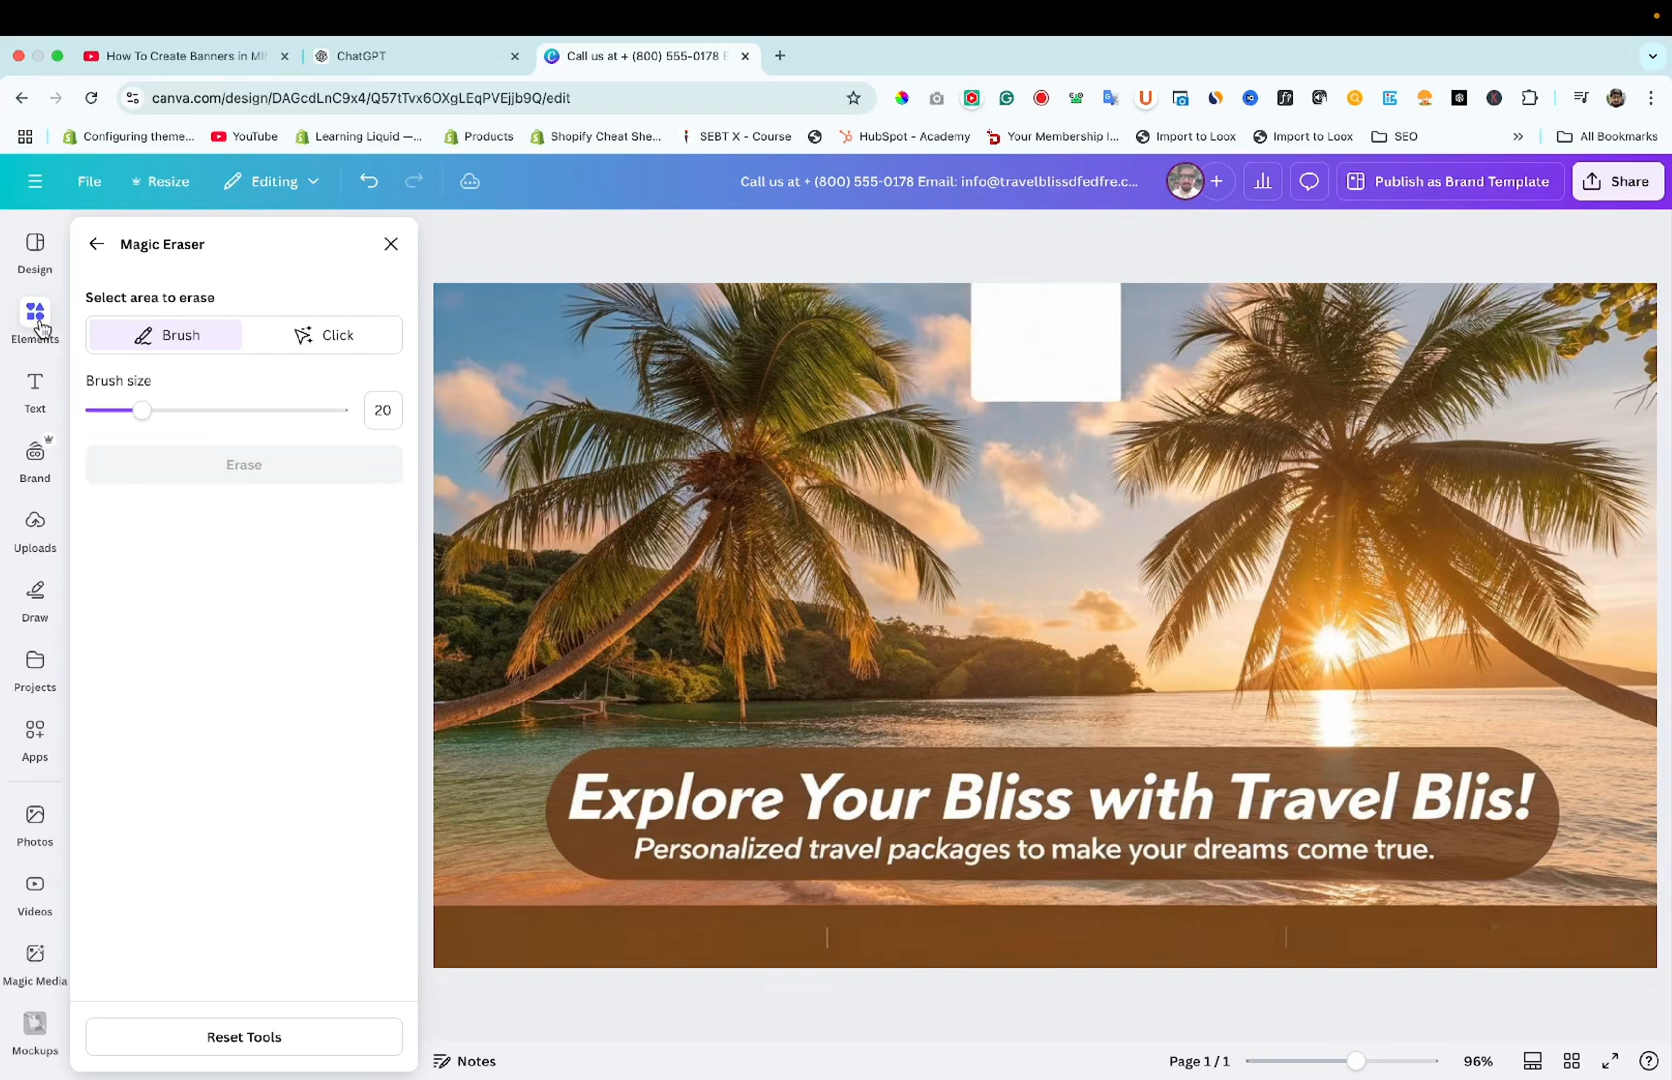 How To Create Banners in MI
ChatGPT
Call us at + (800) 555-0178 E
canva.com/design/DAGcdLnC9x4/Q57tTvx6OXgLEqPVEjjb9Q/edit
Configuring theme...
YouTube
Learning Liquid —...
Products
Shopify Cheat She...
SEBT X - Course
HubSpot - Academy
Your Membership I...
Import to Loox
Import to Loox
SEO
»
All Bookmarks
File
Resize
Editing
Call us at + (800) 555-0178 Email: info@travelblissdfedfre.c...
Publish as Brand Template
Share
Design
Elements
Text
Brand
Uploads
Draw
Projects
Apps
Photos
Videos
Magic Media
Mockups
Magic Eraser
Select area to erase
Brush
Click
Brush size
20
Erase
Reset Tools
Explore Your Bliss with Travel Blis!
Personalized travel packages to make your dreams come true.
Notes
Page 1 / 1
96%